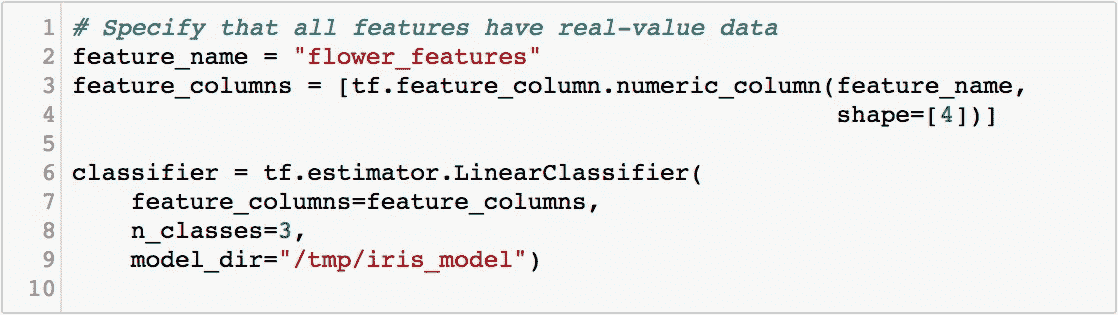 1 # Specify that all features have real-value data
2 feature_name = "flower_features"
3 feature_columns = [tf.feature_column.numeric_column(feature_name,
4                                                    shape=[4])]
5
6 classifier = tf.estimator.LinearClassifier(
7     feature_columns=feature_columns,
8     n_classes=3,
9     model_dir="/tmp/iris_model")
10